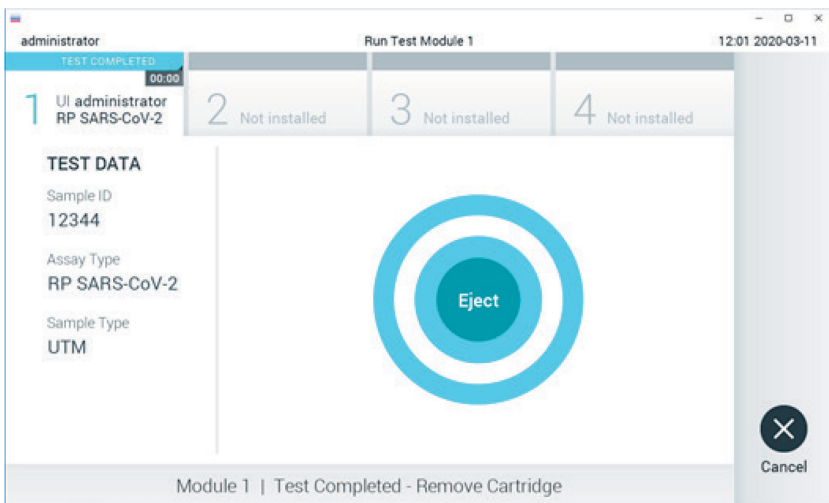 administrator Run Test Module 1 12:01 2020-03-11
TEST COMPLETED
00:00
1 UI administrator
RP SARS-CoV-2
2 Not installed
3 Not installed
4 Not installed
TEST DATA
Sample ID
12344
Assay Type
RP SARS-CoV-2
Sample Type
UTM
Eject
Cancel
Module 1 | Test Completed - Remove Cartridge